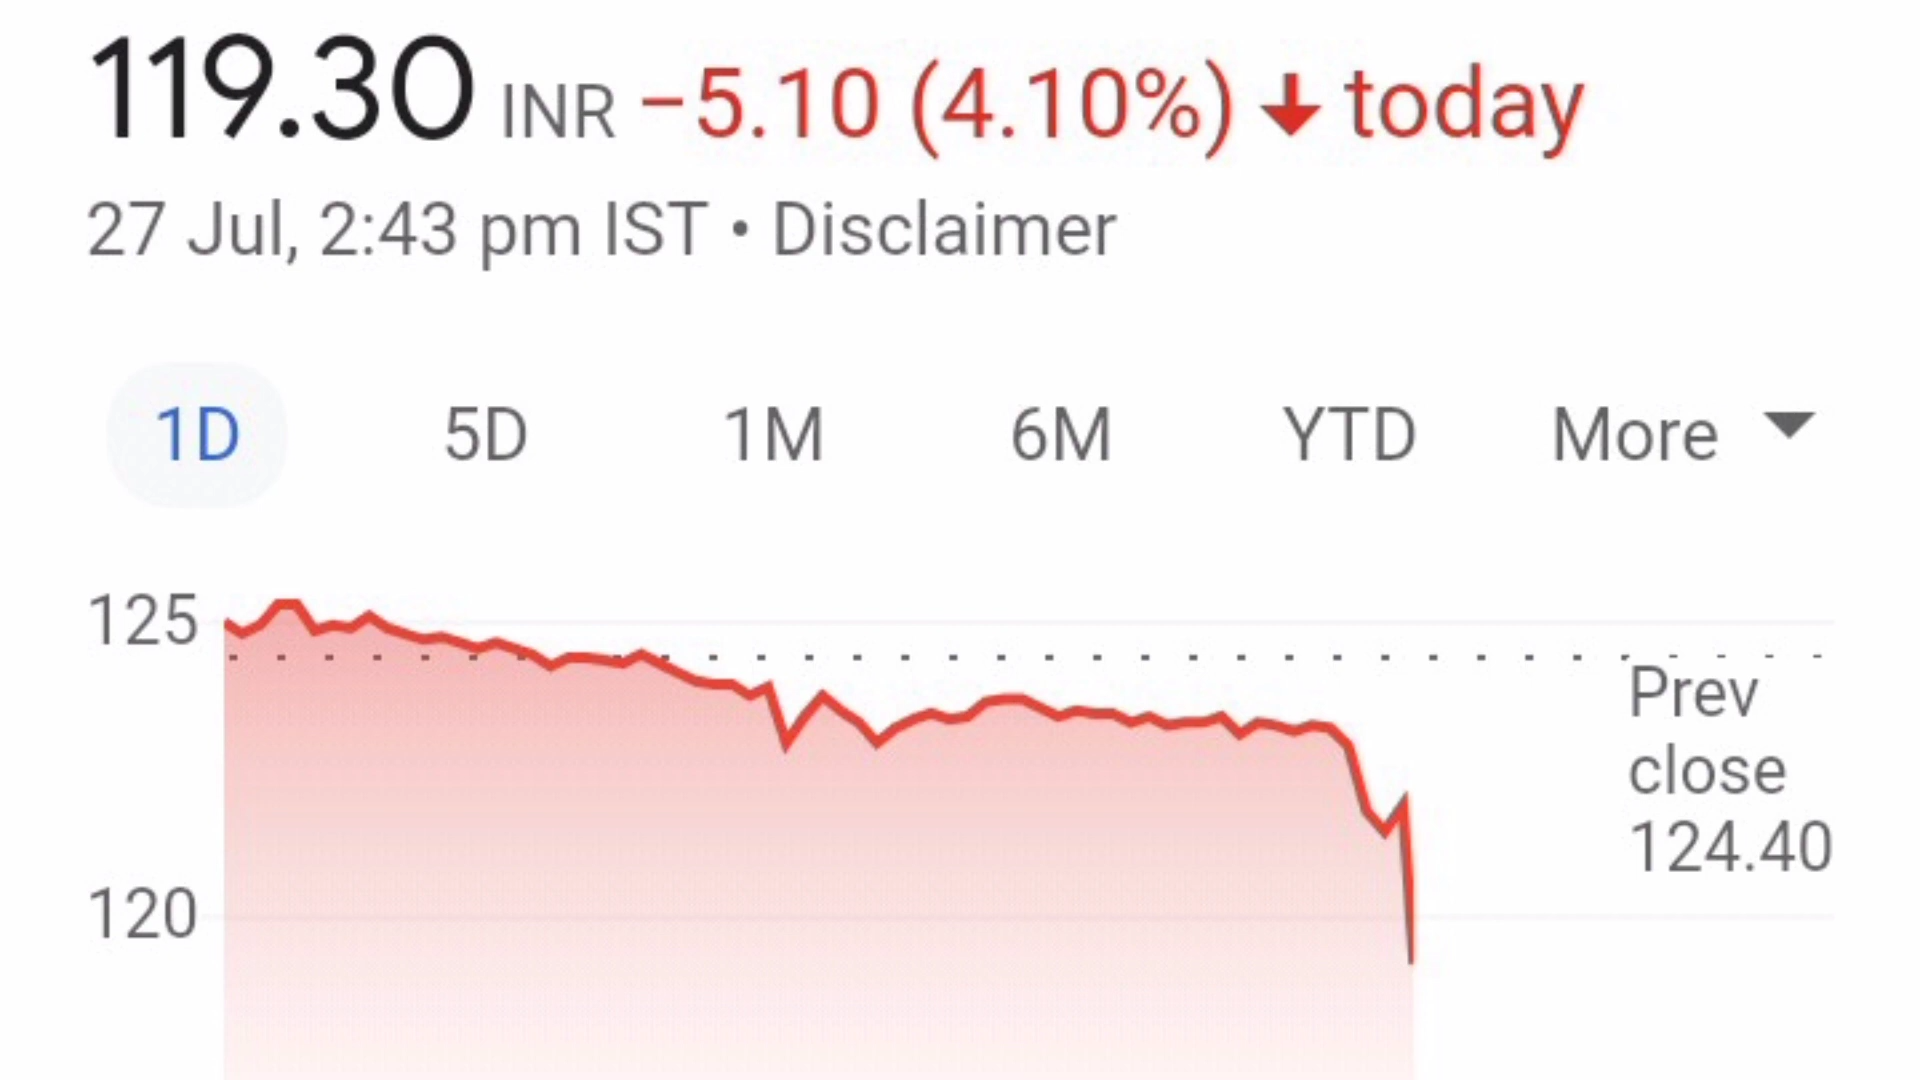 119.30 INR −5.10 (4.10%) ↓ today
27 Jul, 2:43 pm IST • Disclaimer
1D 5D 1M 6M YTD More
125
Prev
close
124.40
120